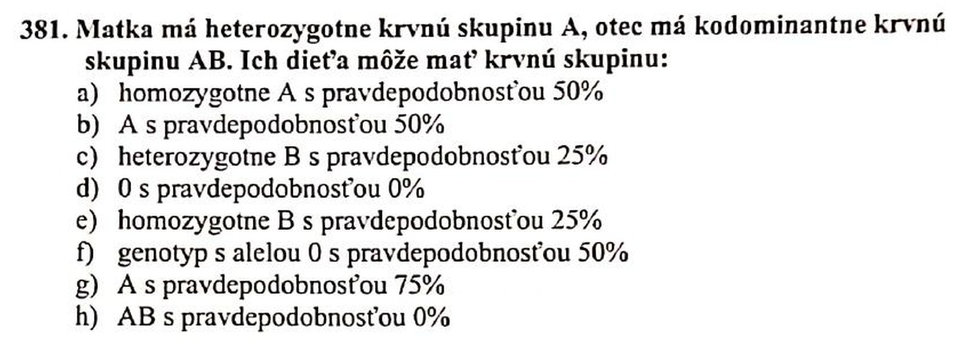 381. Matka má heterozygotne krvnú skupinu A, otec má kodominantne krvnú
skupinu AB. Ich dieťa môže mať krvnú skupinu:
a) homozygotne A s pravdepodobnosťou 50%
b) A s pravdepodobnosťou 50%
c) heterozygotne B s pravdepodobnosťou 25%
d) 0 s pravdepodobnosťou 0%
e) homozygotne B s pravdepodobnosťou 25%
f) genotyp s alelou 0 s pravdepodobnosťou 50%
g) A s pravdepodobnosťou 75%
h) AB s pravdepodobnosťou 0%